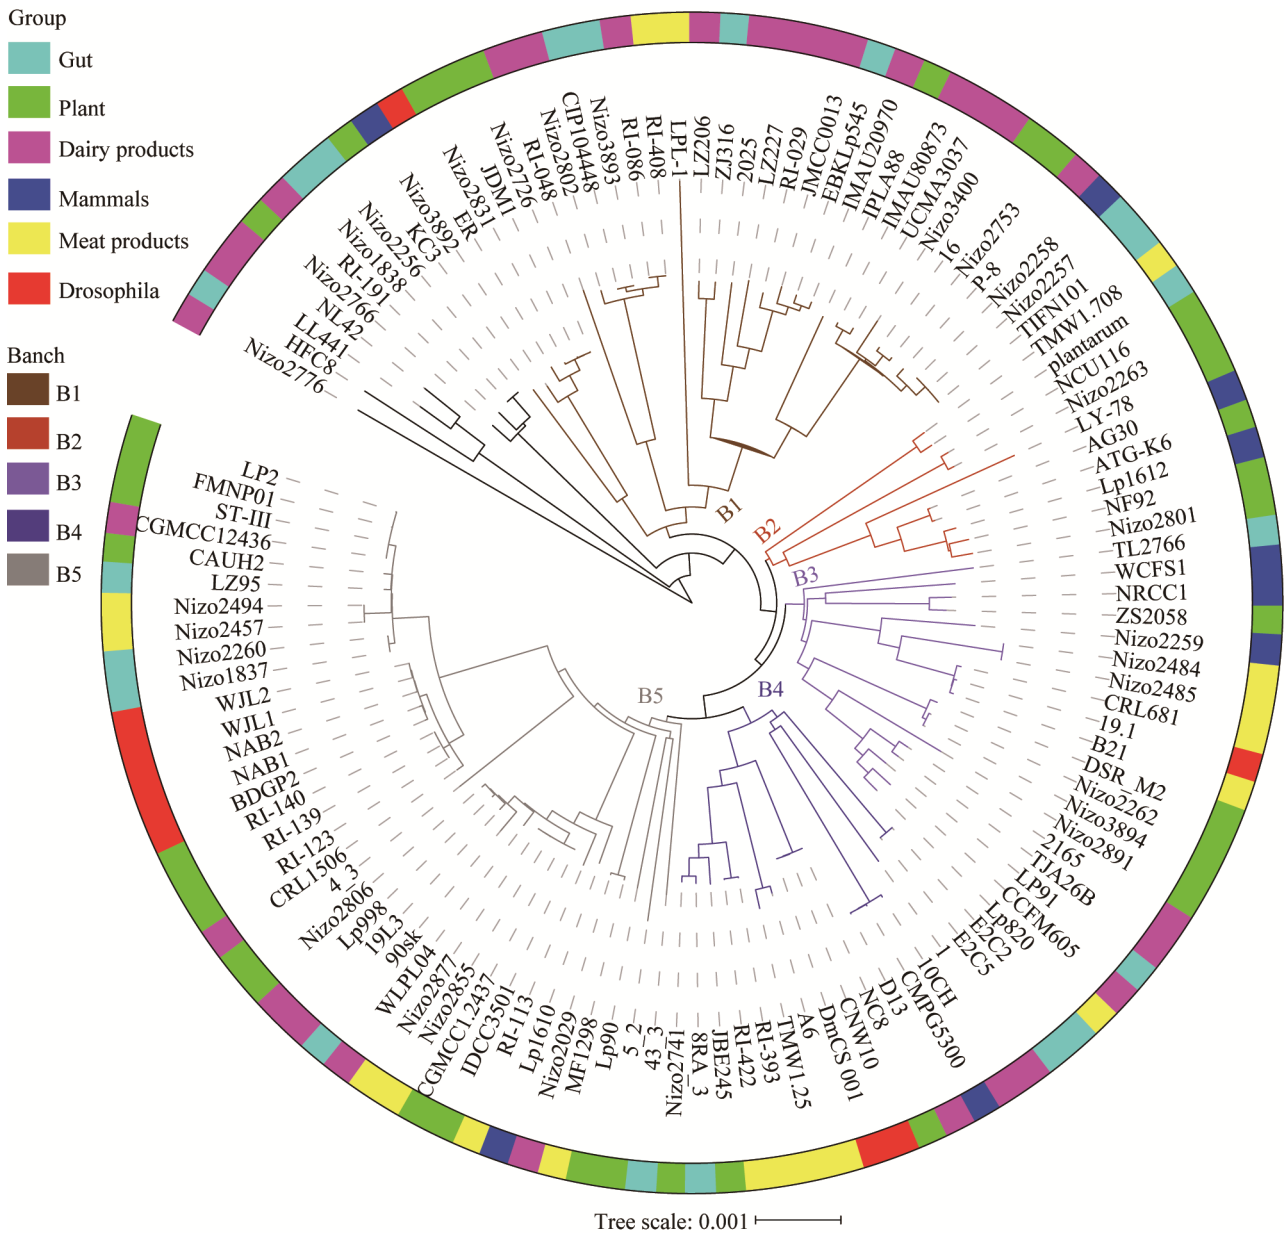 Group
Gut
Plant
Dairy products
Mammals
Meat products
Drosophila
Banch
B1
B2
B3
B4
B5
Nizo2776
HFC8
LL441
NL42
Nizo2766
RI-191
Nizo1838
Nizo2256
KC3
Nizo3892
ER
Nizo2831
JDM1
Nizo2726
RI-048
Nizo2802
CIP104448
Nizo3893
RI-086
RI-408
LPL-1
LZ206
ZJ316
2025
LZ227
RI-029
IMCC0013
EBKLp545
IMAU20970
IPLA88
IMAU80873
UCMA3037
Nizo3400
16
Nizo2753
P-8
Nizo2258
Nizo2257
TIFN101
TMW1.708
plantarum
NCU116
Nizo2263
LY-78
AG30
ATG-K6
Lp1612
NF92
Nizo2801
TL2766
WCFS1
NRCC1
ZS2058
Nizo2259
Nizo2484
Nizo2485
CRL681
19.1
B21
DSR_M2
Nizo2262
Nizo3894
Nizo2891
2165
TJA26B
LP91
CCFM605
Lp820
E2C2
E2C5
1
10CH
CMPG5300
D13
NC8
CNW10
DmCS 001
A6
TMW1.25
RI-393
RI-422
JBE245
8RA_3
Nizo2741
43_3
5_2
Lp90
MF1298
Nizo2029
Lp1610
RI-113
IDCC3501
CGMCC1.2437
Nizo2855
Nizo2877
WLPL04
90sk
19L3
Lp998
Nizo2806
4_3
CRL1506
RI-123
RI-139
RI-140
BDGP2
NAB1
NAB2
WJL1
WJL2
Nizo1837
Nizo2260
Nizo2457
Nizo2494
LZ95
CAUH2
CGMCC12436
ST-III
FMNP01
LP2
B1
B2
B3
B4
B5
Tree scale: 0.001